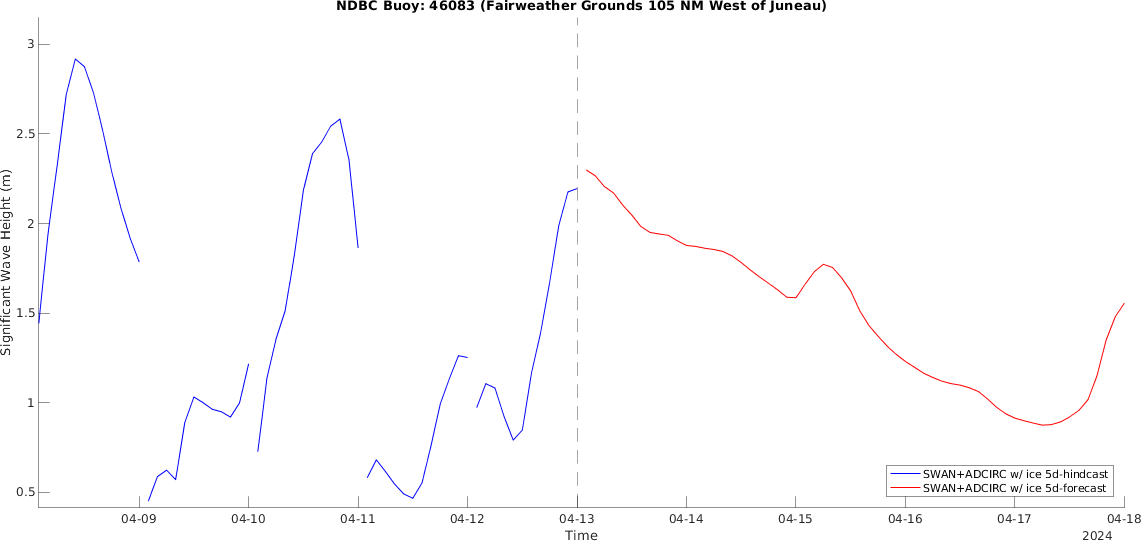 NDBC Buoy: 46083 (Fairweather Grounds 105 NM West of Juneau)
Significant Wave Height (m)
3
2.5
2
1.5
1
0.5
SWAN+ADCIRC w/ ice 5d-hindcast
SWAN+ADCIRC w/ ice 5d-forecast
04-09 04-10 04-11 04-12 04-13 04-14 04-15 04-16 04-17 04-18
Time
2024